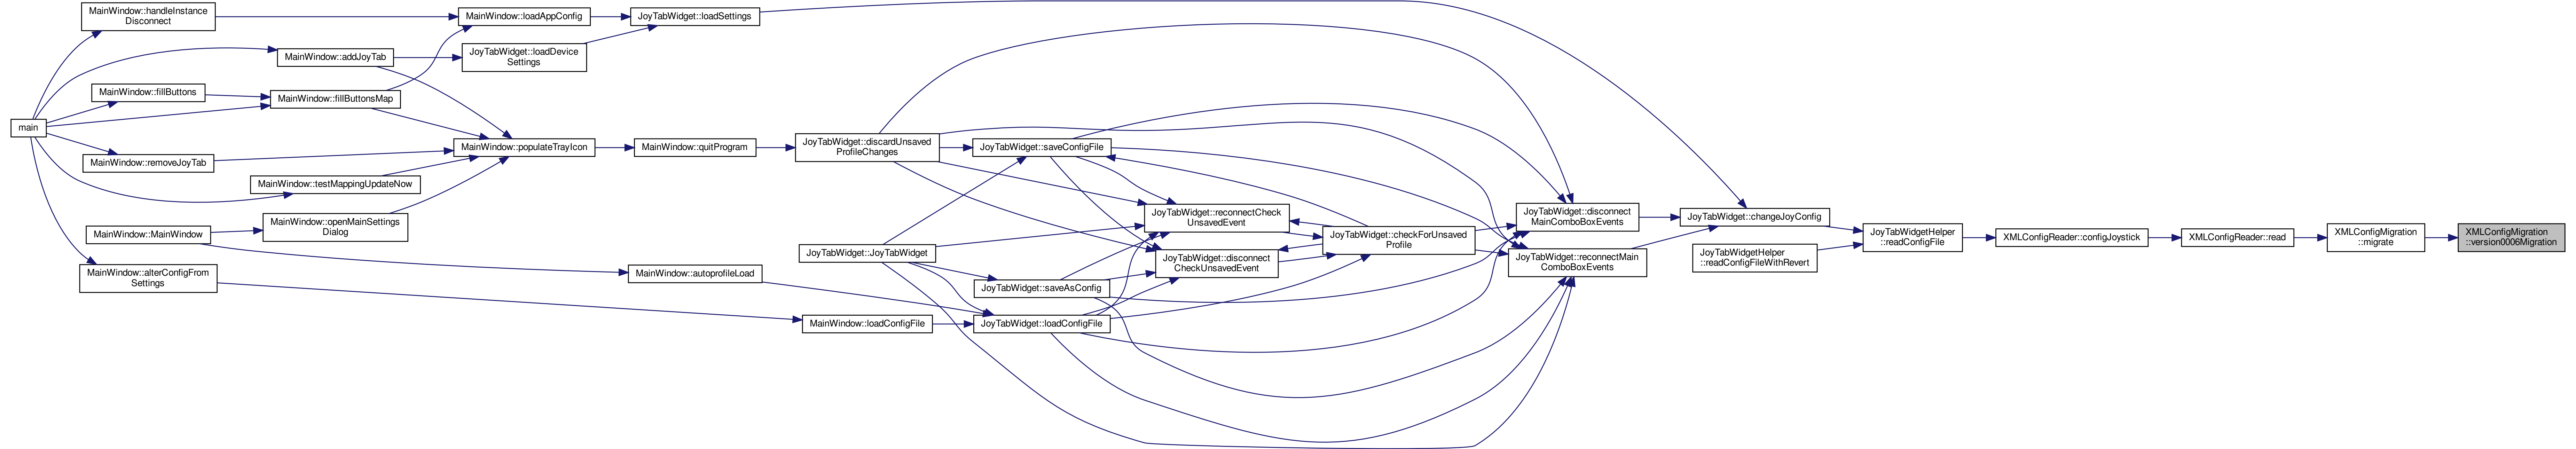 main
MainWindow::handleInstance
Disconnect
MainWindow::addJoyTab
MainWindow::fillButtons
MainWindow::fillButtonsMap
MainWindow::removeJoyTab
MainWindow::testMappingUpdateNow
MainWindow::openMainSettings
Dialog
MainWindow::MainWindow
MainWindow::alterConfigFrom
Settings
MainWindow::loadAppConfig
JoyTabWidget::loadDevice
Settings
MainWindow::populateTrayIcon
JoyTabWidget::loadSettings
MainWindow::quitProgram
MainWindow::autoprofileLoad
JoyTabWidget::discardUnsaved
ProfileChanges
JoyTabWidget::JoyTabWidget
MainWindow::loadConfigFile
JoyTabWidget::saveConfigFile
JoyTabWidget::saveAsConfig
JoyTabWidget::loadConfigFile
JoyTabWidget::reconnectCheck
UnsavedEvent
JoyTabWidget::disconnect
CheckUnsavedEvent
JoyTabWidget::checkForUnsaved
Profile
JoyTabWidget::disconnect
MainComboBoxEvents
JoyTabWidget::reconnectMain
ComboBoxEvents
JoyTabWidget::changeJoyConfig
JoyTabWidgetHelper
::readConfigFileWithRevert
JoyTabWidgetHelper
::readConfigFile
XMLConfigReader::configJoystick
XMLConfigReader::read
XMLConfigMigration
::migrate
XMLConfigMigration
::version0006Migration